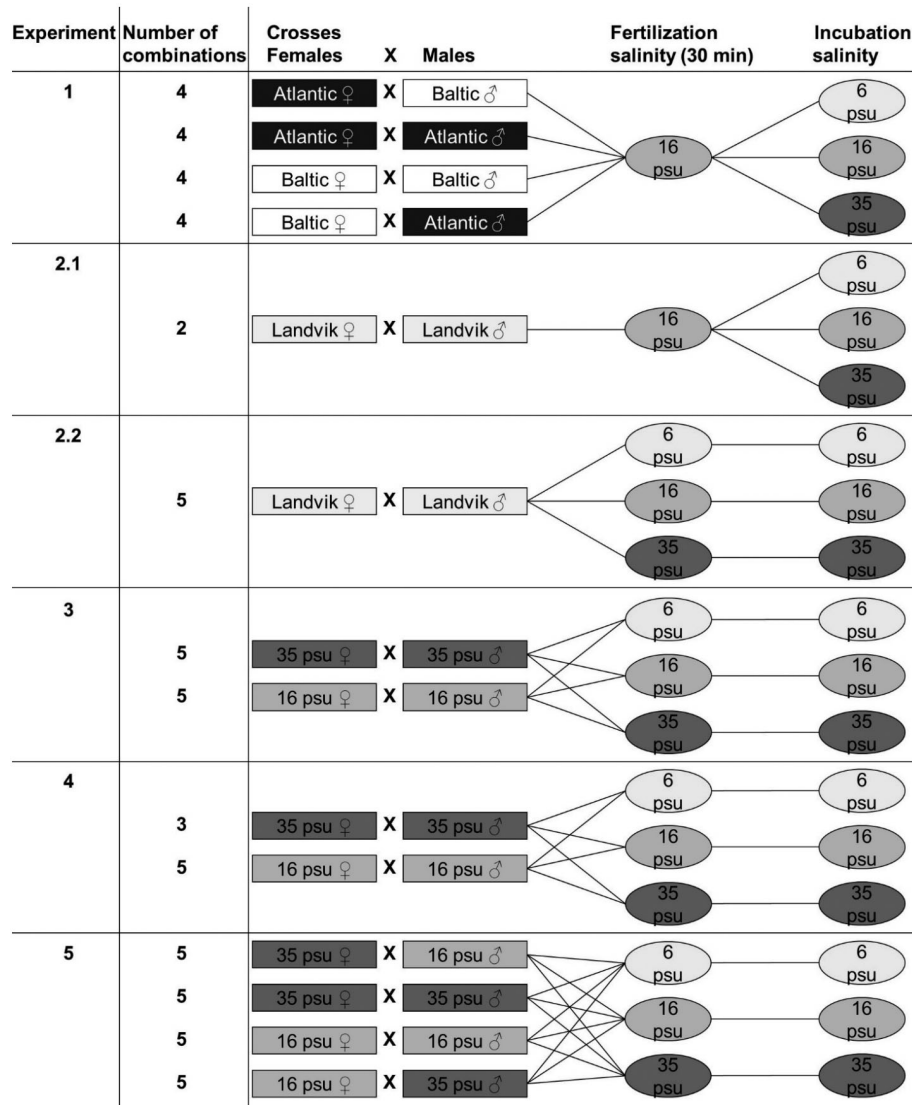 Experiment Number of combinations Crosses Females X Males Fertilization salinity (30 min) Incubation salinity
1
4 Atlantic ♀ X Baltic ♂
4 Atlantic ♀ X Atlantic ♂
4 Baltic ♀ X Baltic ♂
4 Baltic ♀ X Atlantic ♂
16 psu
6 psu
16 psu
35 psu
2.1
2 Landvik ♀ X Landvik ♂
16 psu
6 psu
16 psu
35 psu
2.2
5 Landvik ♀ X Landvik ♂
6 psu 6 psu
16 psu 16 psu
35 psu 35 psu
3
5 35 psu ♀ X 35 psu ♂
5 16 psu ♀ X 16 psu ♂
6 psu 6 psu
16 psu 16 psu
35 psu 35 psu
4
3 35 psu ♀ X 35 psu ♂
5 16 psu ♀ X 16 psu ♂
6 psu 6 psu
16 psu 16 psu
35 psu 35 psu
5
5 35 psu ♀ X 16 psu ♂
5 35 psu ♀ X 35 psu ♂
5 16 psu ♀ X 16 psu ♂
5 16 psu ♀ X 35 psu ♂
6 psu 6 psu
16 psu 16 psu
35 psu 35 psu